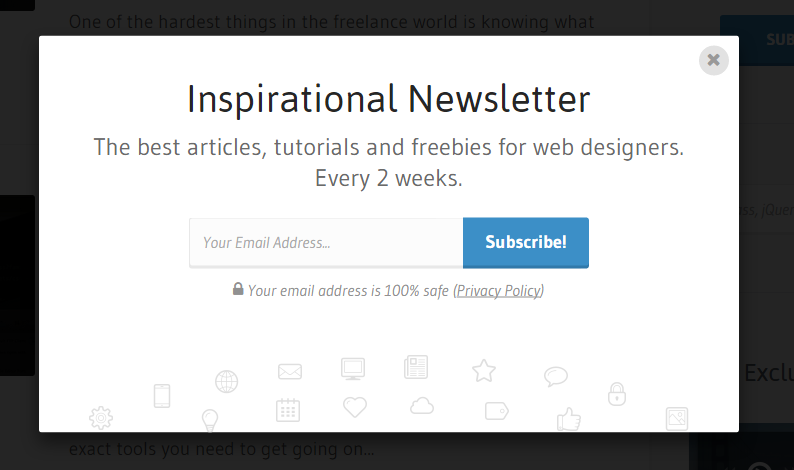 One of the hardest things in the freelance world is knowing what
SUB
Inspirational Newsletter
The best articles, tutorials and freebies for web designers.
Every 2 weeks.
Your Email Address...
Subscribe!
Your email address is 100% safe (Privacy Policy)
Exclu
exact tools you need to get going on...